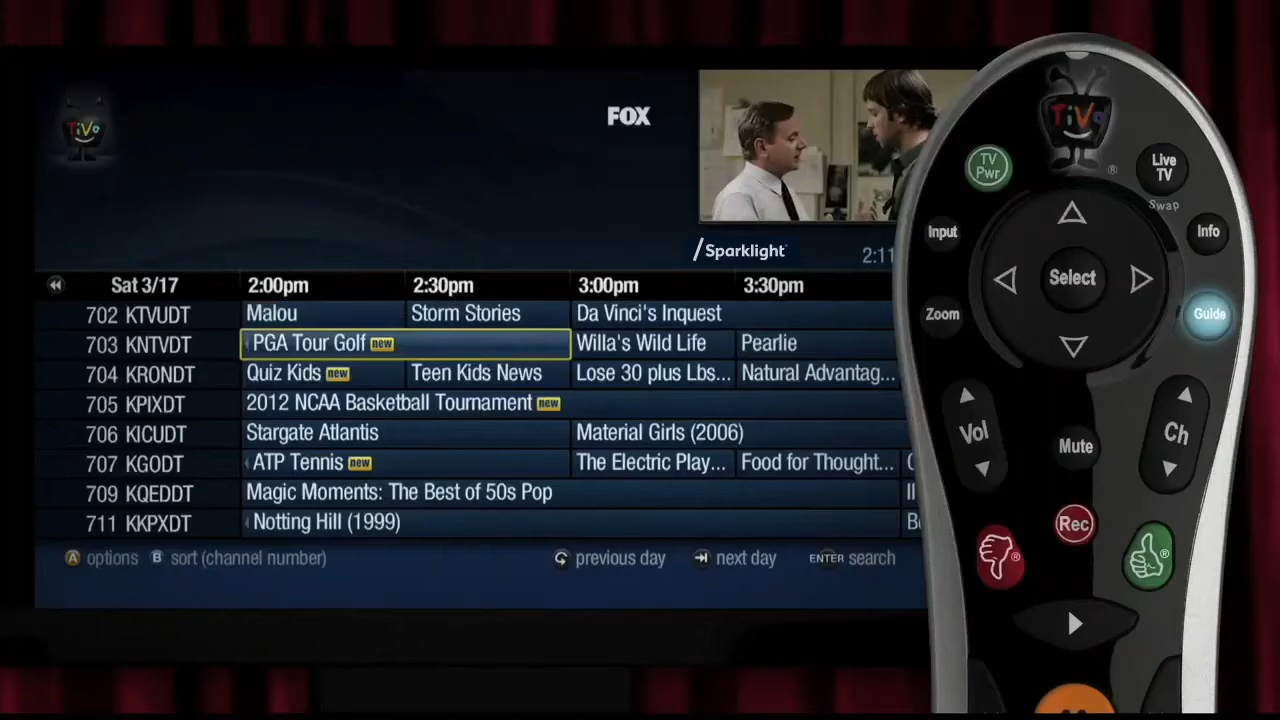 TiVo
FOX
Sparklight
2:11
Sat 3/17 2:00pm 2:30pm 3:00pm 3:30pm
702 KTVUDT Malou Storm Stories Da Vinci's Inquest
703 KNTVDT PGA Tour Golf new Willa's Wild Life Pearlie
704 KRONDT Quiz Kids new Teen Kids News Lose 30 plus Lbs... Natural Advantag...
705 KPIXDT 2012 NCAA Basketball Tournament new
706 KICUDT Stargate Atlantis Material Girls (2006)
707 KGODT ATP Tennis new The Electric Play... Food for Thought...
709 KQEDDT Magic Moments: The Best of 50s Pop
711 KKPXDT Notting Hill (1999)
A options B sort (channel number) previous day next day ENTER search
TiVo ®
TV Pwr
Live TV
Swap
Input
Info
Select
Zoom
Guide
Vol
Mute
Ch
Rec
®
®